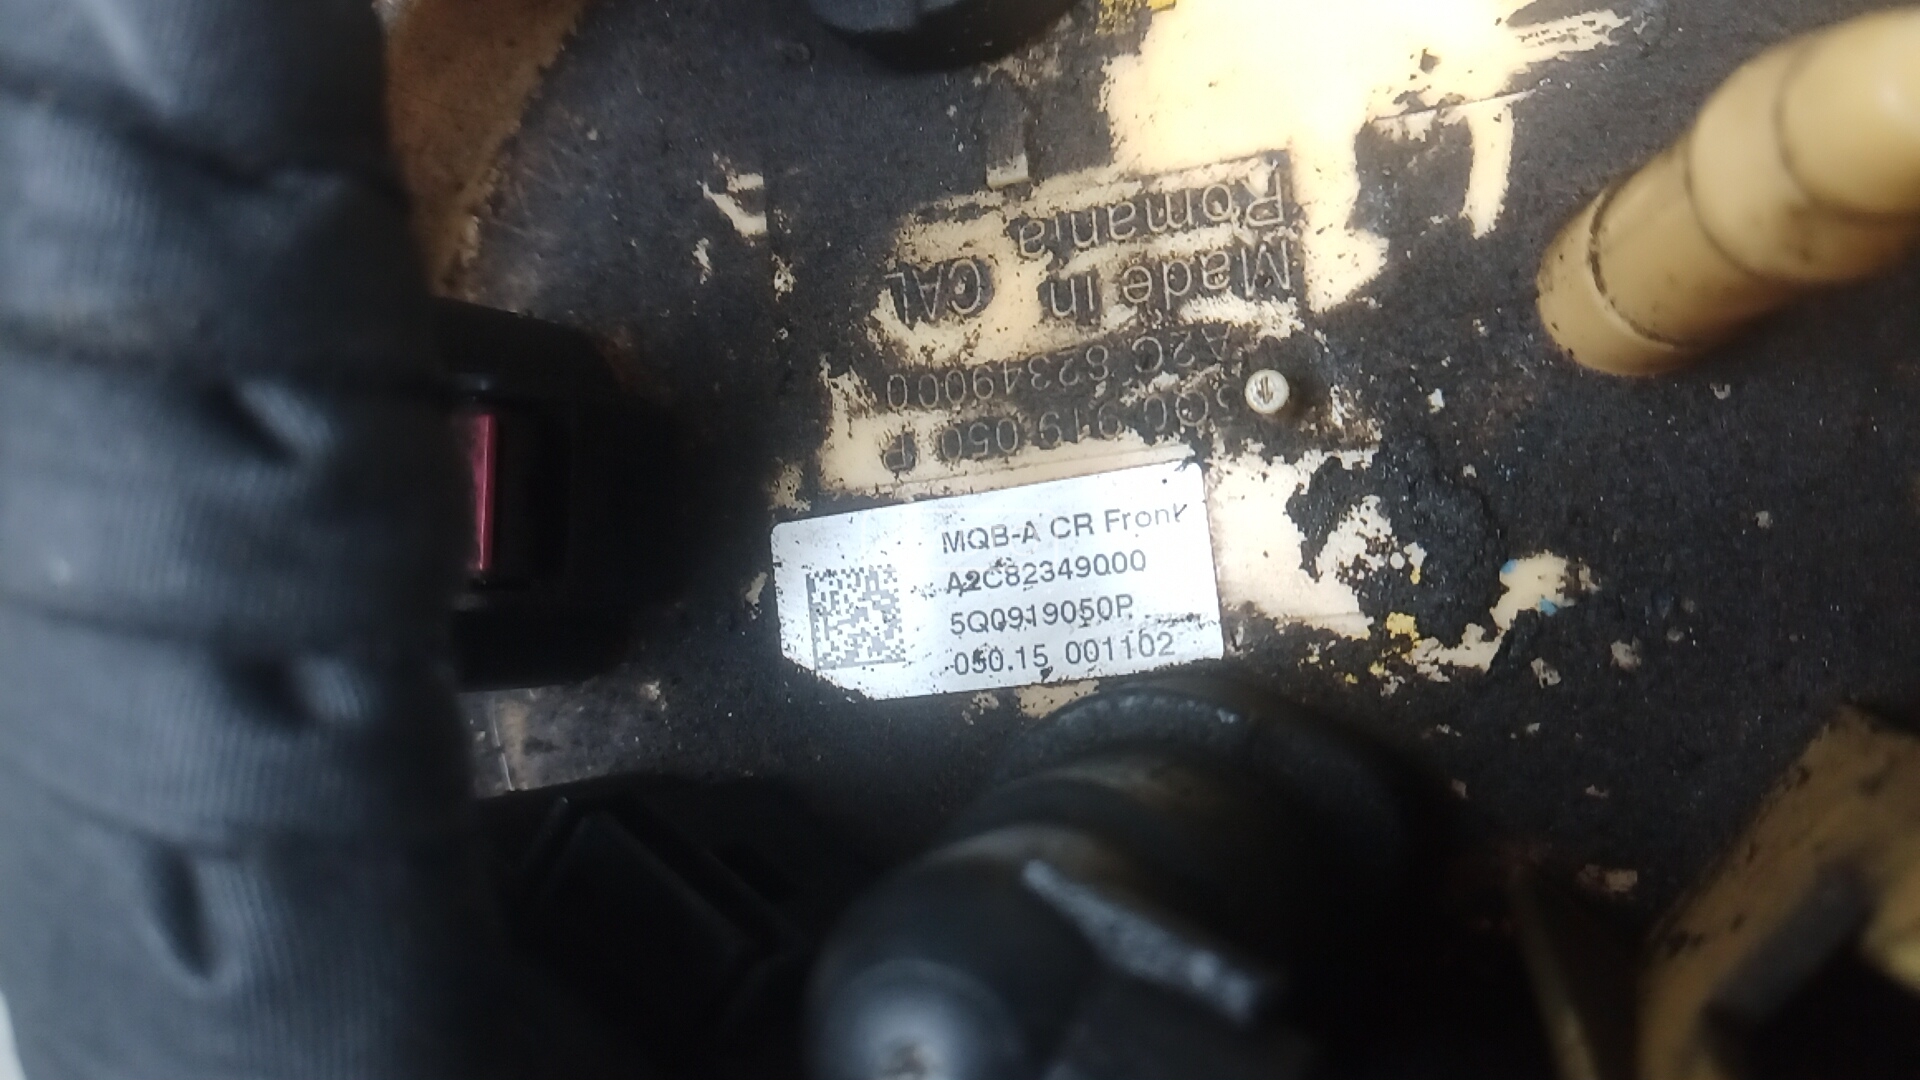 Made In CAL
Romania
A2C 82349000
5Q0 919 050 P
MQB-A CR Front
A2C82349000
5Q0919050P
050.15 001102